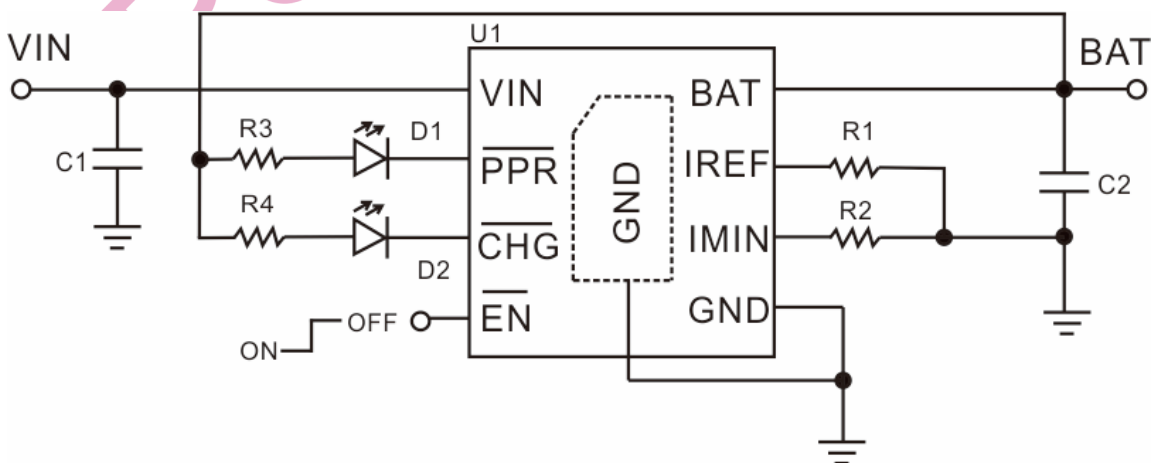 U1
VIN
BAT
VIN
BAT
R3
D1
R1
C1
PPR
IREF
GND
C2
R4
R2
CHG
IMIN
D2
EN
GND
OFF
ON